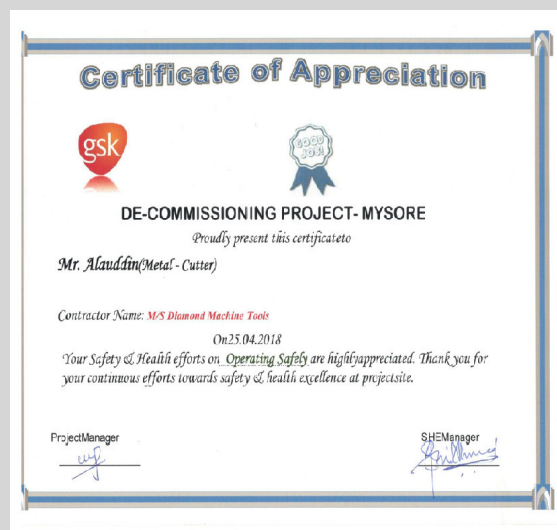 Certificate of Appreciation
gsk
GOOD
JOB!
DE-COMMISSIONING PROJECT- MYSORE
Proudly present this certificateto
Mr. Alauddin(Metal - Cutter)
Contractor Name: M/S Diamond Machine Tools
On25.04.2018
Your Safety & Health efforts on Operating Safely are highlyappreciated. Thank you for
your continuous efforts towards safety & health excellence at projectsite.
ProjectManager
SHEManager